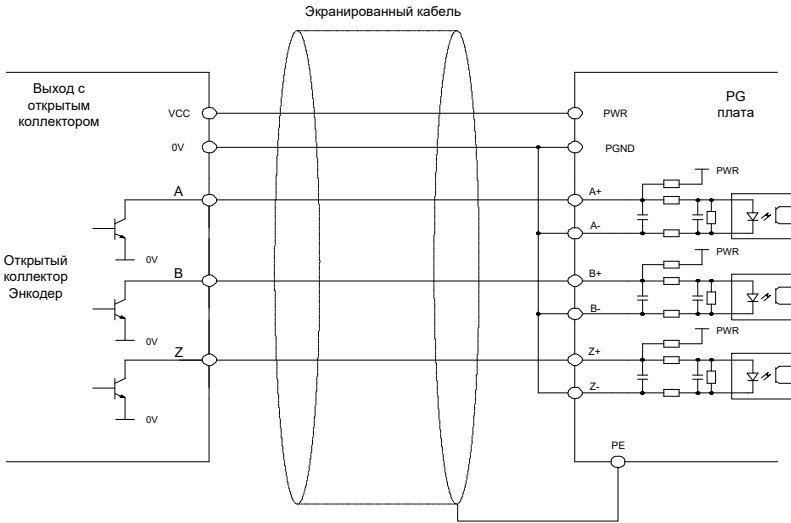 Экранированный кабель
Выход с
открытым
коллектором
VCC
0V
A
0V
Открытый
коллектор
Энкодер
B
0V
Z
0V
PG
плата
PWR
PGND
PWR
A+
A-
PWR
B+
B-
PWR
Z+
Z-
PE